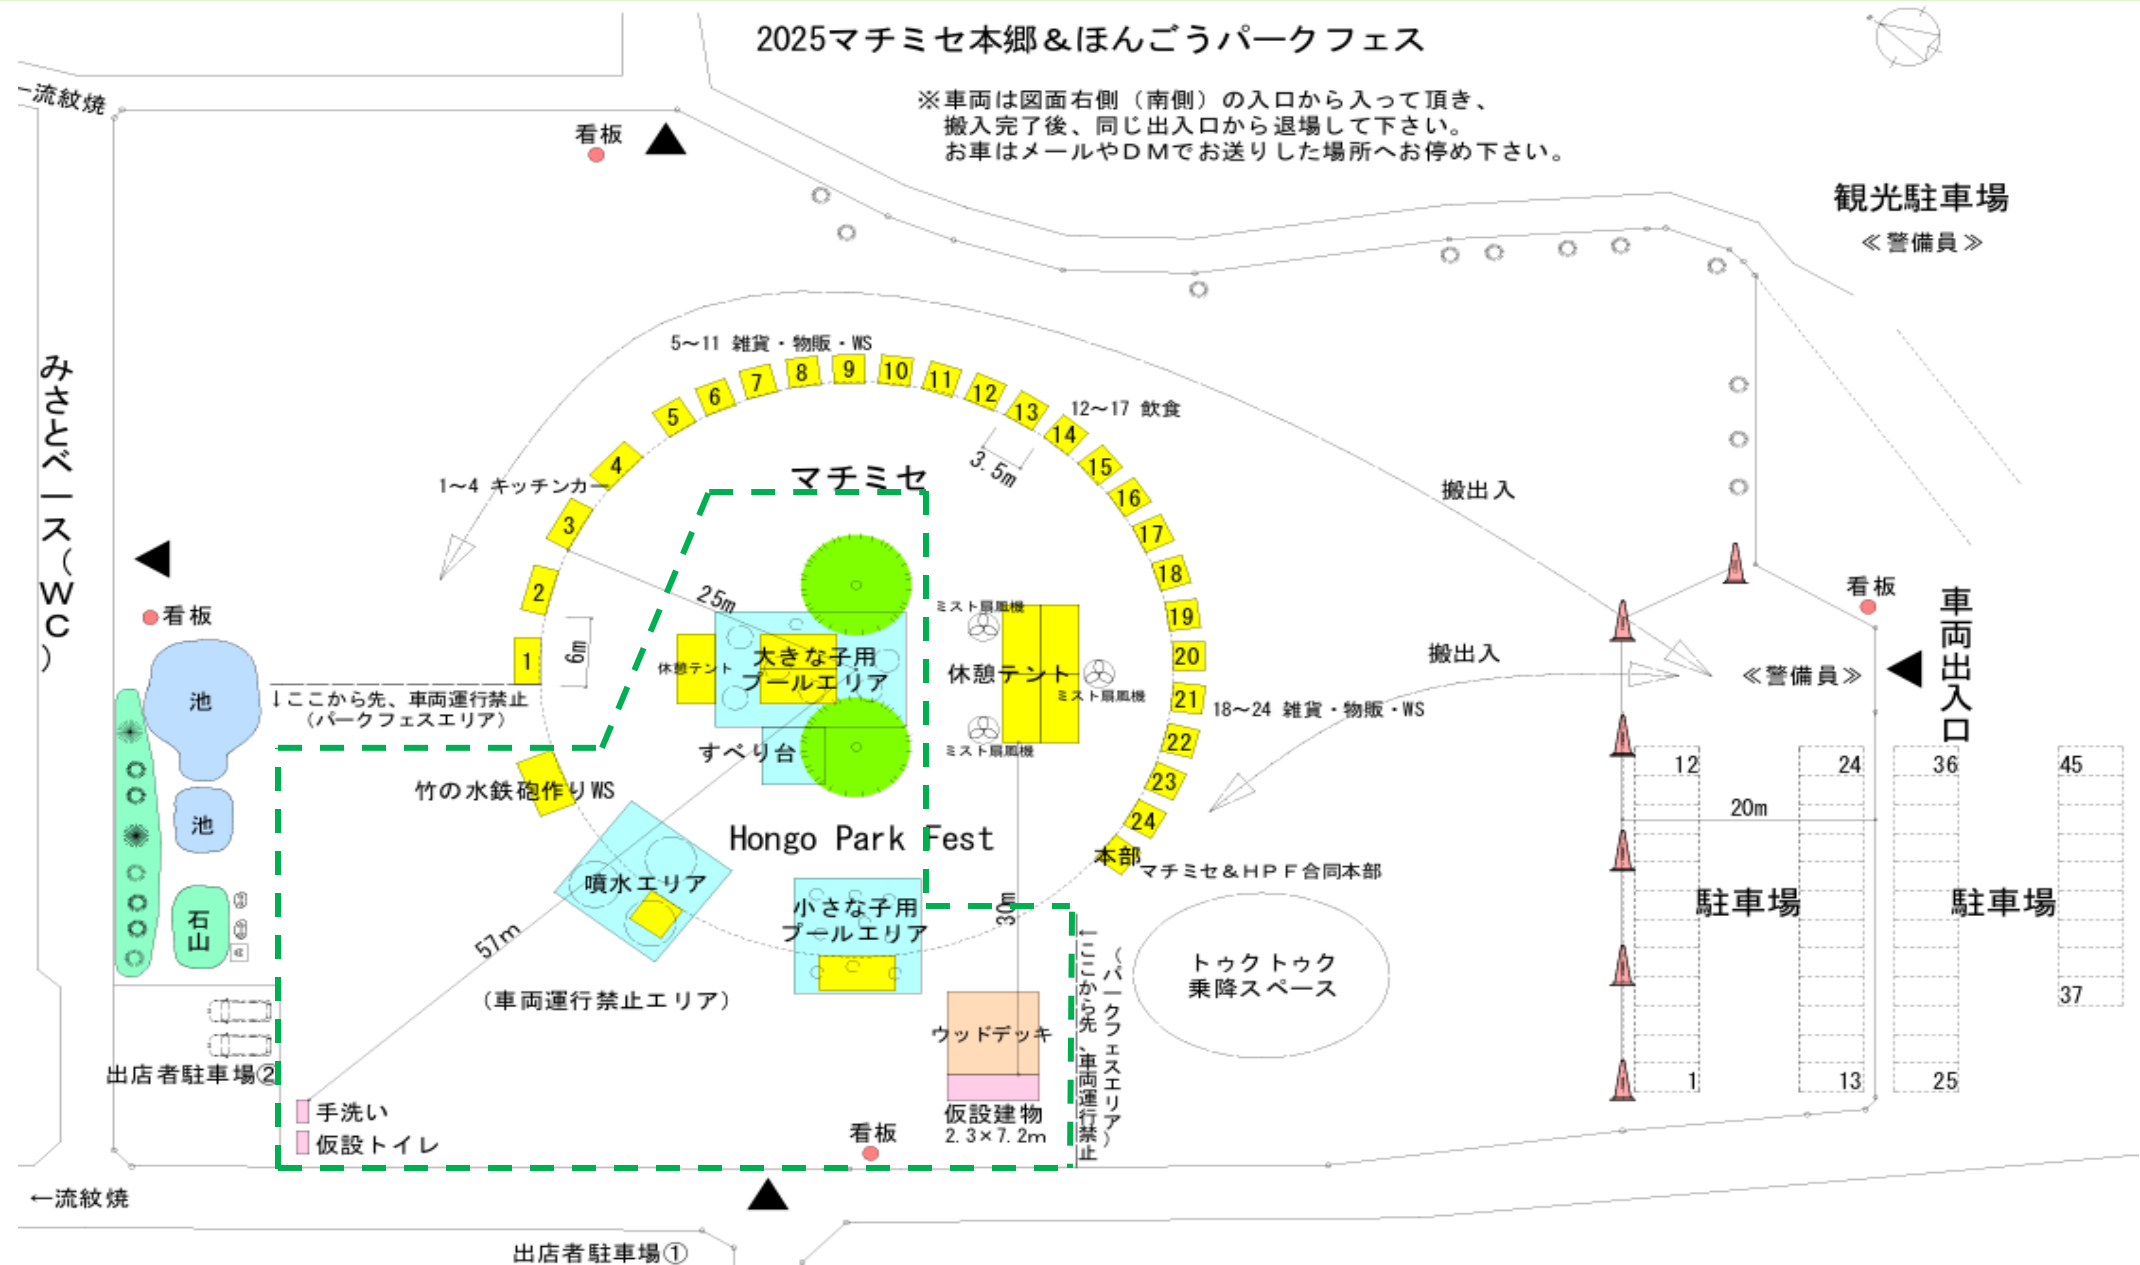 2025マチミセ本郷＆ほんごうパークフェス
※車両は図面右側（南側）の入口から入って頂き、
搬入完了後、同じ出入口から退場して下さい。
お車はメールやＤＭでお送りした場所へお停め下さい。
←流紋焼
看板
観光駐車場
≪警備員≫
みさとベース（ＷＣ）
5～11 雑貨・物販・WS
5
6
7
8
9
10
11
12
13
14
15
16
17
18
19
20
21
22
23
24
本部
12～17 飲食
3.5m
マチミセ
1～4 キッチンカー
4
3
2
1
25m
6m
搬出入
搬出入
看板
車両出入口
≪警備員≫
看板
ミスト扇風機
休憩テント
大きな子用
プールエリア
休憩テント
ミスト扇風機
ミスト扇風機
池
↓ここから先、車両運行禁止
（パークフェスエリア）
18～24 雑貨・物販・WS
すべり台
竹の水鉄砲作りWS
池
Hongo Park Fest
マチミセ＆ＨＰＦ合同本部
噴水エリア
小さな子用
プールエリア
30m
57m
石山
（車両運行禁止エリア）
ウッドデッキ
←ここから先、車両運行禁止
（パークフェスエリア）
トゥクトゥク
乗降スペース
12
24
36
45
20m
駐車場
駐車場
37
1
13
25
出店者駐車場②
手洗い
仮設トイレ
仮設建物
2.3×7.2m
看板
←流紋焼
出店者駐車場①